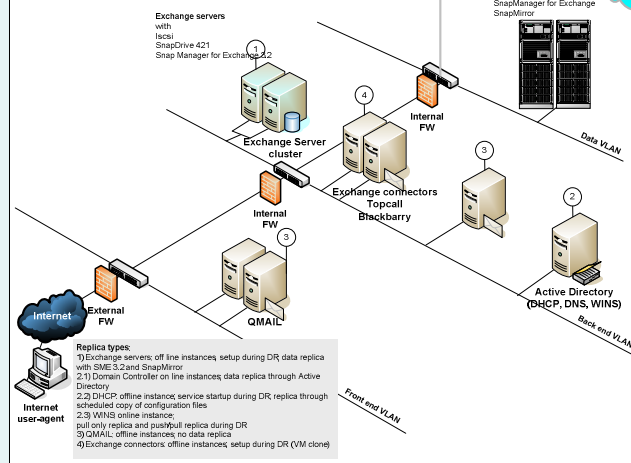 SnapManager for Exchange
SnapMirror
Exchange servers
with
Iscsi
SnapDrive 421
Snap Manager for Exchange 3.2
1
4
Internal
FW
Data VLAN
Exchange Server
cluster
3
Exchange connectors
Topcall
Blackbarry
2
Internal
FW
3
Active Directory
(DHCP, DNS, WINS)
QMAIL
Back end VLAN
Internet
External
FW
Internet
user-agent
Replica types:
1) Exchange servers: off line instances, setup during DR, data replica
with SME 3.2 and SnapMirror
2.1) Domain Controller on line instances; data replica through Active
Directory
2.2) DHCP: offline instance; service startup during DR; replica through
scheduled copy of configuration files
2.3) WINS: online instance;
pull only replica and push/pull replica during DR
3) QMAIL: offline instances; no data replica
4) Exchange connectors: offline instances; setup during DR (VM clone)
Front end VLAN